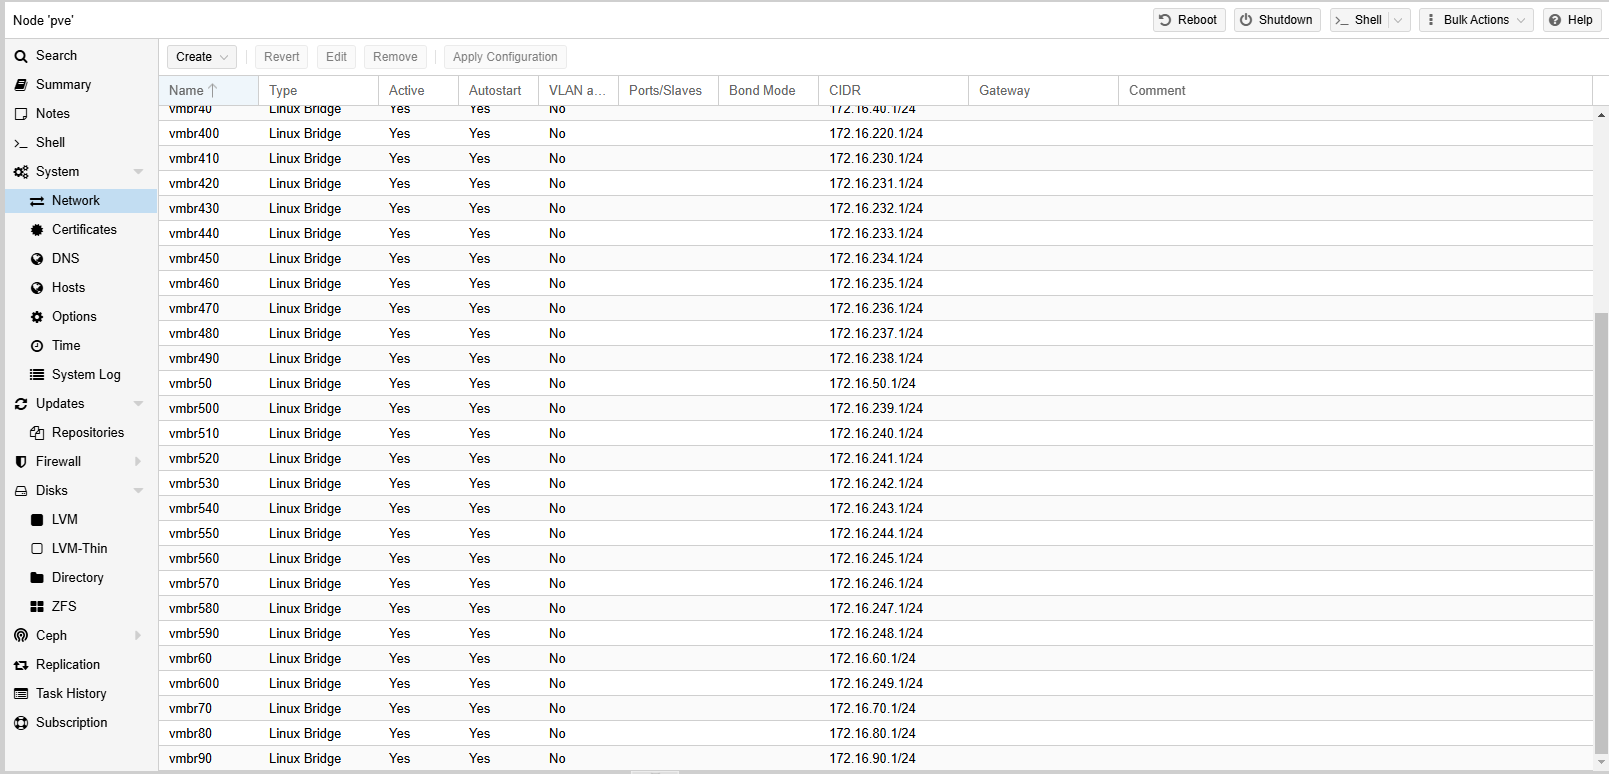 Node 'pve'
Reboot Shutdown Shell Bulk Actions Help
Search
Summary
Notes
Shell
System
Network
Certificates
DNS
Hosts
Options
Time
System Log
Updates
Repositories
Firewall
Disks
LVM
LVM-Thin
Directory
ZFS
Ceph
Replication
Task History
Subscription
Create Revert Edit Remove Apply Configuration
Name Type Active Autostart VLAN a... Ports/Slaves Bond Mode CIDR Gateway Comment
vmbr40 Linux Bridge Yes Yes No 172.16.40.1/24
vmbr400 Linux Bridge Yes Yes No 172.16.220.1/24
vmbr410 Linux Bridge Yes Yes No 172.16.230.1/24
vmbr420 Linux Bridge Yes Yes No 172.16.231.1/24
vmbr430 Linux Bridge Yes Yes No 172.16.232.1/24
vmbr440 Linux Bridge Yes Yes No 172.16.233.1/24
vmbr450 Linux Bridge Yes Yes No 172.16.234.1/24
vmbr460 Linux Bridge Yes Yes No 172.16.235.1/24
vmbr470 Linux Bridge Yes Yes No 172.16.236.1/24
vmbr480 Linux Bridge Yes Yes No 172.16.237.1/24
vmbr490 Linux Bridge Yes Yes No 172.16.238.1/24
vmbr50 Linux Bridge Yes Yes No 172.16.50.1/24
vmbr500 Linux Bridge Yes Yes No 172.16.239.1/24
vmbr510 Linux Bridge Yes Yes No 172.16.240.1/24
vmbr520 Linux Bridge Yes Yes No 172.16.241.1/24
vmbr530 Linux Bridge Yes Yes No 172.16.242.1/24
vmbr540 Linux Bridge Yes Yes No 172.16.243.1/24
vmbr550 Linux Bridge Yes Yes No 172.16.244.1/24
vmbr560 Linux Bridge Yes Yes No 172.16.245.1/24
vmbr570 Linux Bridge Yes Yes No 172.16.246.1/24
vmbr580 Linux Bridge Yes Yes No 172.16.247.1/24
vmbr590 Linux Bridge Yes Yes No 172.16.248.1/24
vmbr60 Linux Bridge Yes Yes No 172.16.60.1/24
vmbr600 Linux Bridge Yes Yes No 172.16.249.1/24
vmbr70 Linux Bridge Yes Yes No 172.16.70.1/24
vmbr80 Linux Bridge Yes Yes No 172.16.80.1/24
vmbr90 Linux Bridge Yes Yes No 172.16.90.1/24